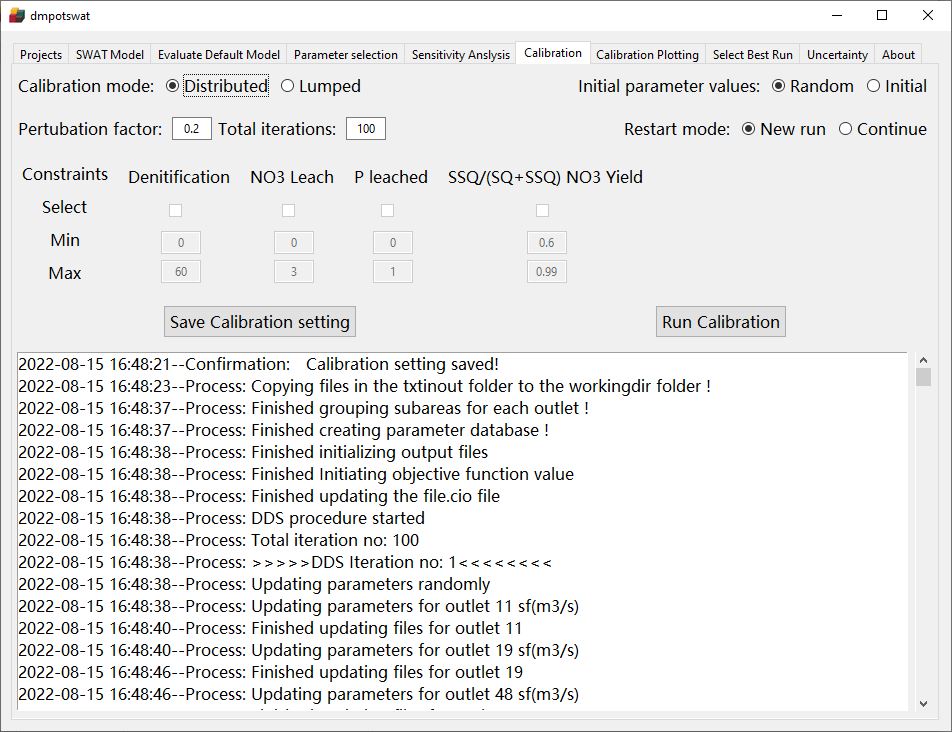 dmpotswat
Projects SWAT Model Evaluate Default Model Parameter selection Sensitivity Anslysis Calibration Calibration Plotting Select Best Run Uncertainty About
Calibration mode: Distributed Lumped Initial parameter values: Random Initial
Pertubation factor: 0.2 Total iterations: 100 Restart mode: New run Continue
Constraints Denitification NO3 Leach P leached SSQ/(SQ+SSQ) NO3 Yield
Select
Min 0 0 0 0.6
Max 60 3 1 0.99
Save Calibration setting Run Calibration
2022-08-15 16:48:21--Confirmation: Calibration setting saved!
2022-08-15 16:48:23--Process: Copying files in the txtinout folder to the workingdir folder !
2022-08-15 16:48:37--Process: Finished grouping subareas for each outlet !
2022-08-15 16:48:37--Process: Finished creating parameter database !
2022-08-15 16:48:38--Process: Finished initializing output files
2022-08-15 16:48:38--Process: Finished Initiating objective function value
2022-08-15 16:48:38--Process: Finished updating the file.cio file
2022-08-15 16:48:38--Process: DDS procedure started
2022-08-15 16:48:38--Process: Total iteration no: 100
2022-08-15 16:48:38--Process: >>>>>DDS Iteration no: 1<<<<<<<<
2022-08-15 16:48:38--Process: Updating parameters randomly
2022-08-15 16:48:38--Process: Updating parameters for outlet 11 sf(m3/s)
2022-08-15 16:48:40--Process: Finished updating files for outlet 11
2022-08-15 16:48:40--Process: Updating parameters for outlet 19 sf(m3/s)
2022-08-15 16:48:46--Process: Finished updating files for outlet 19
2022-08-15 16:48:46--Process: Updating parameters for outlet 48 sf(m3/s)